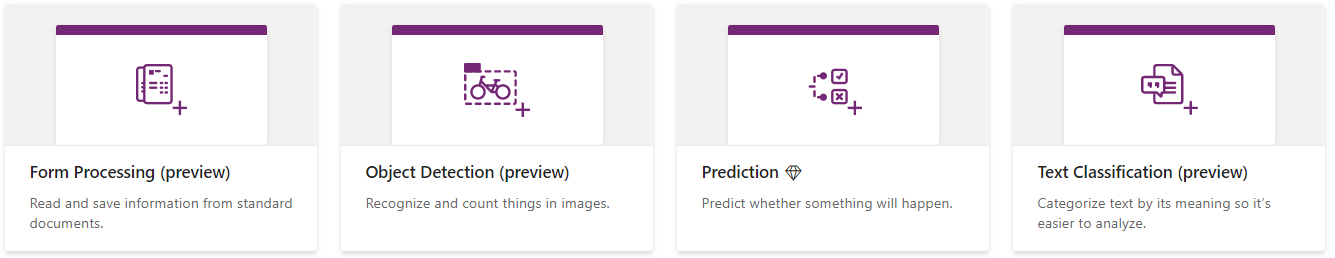 Form Processing (preview)
Read and save information from standard
documents.
Object Detection (preview)
Recognize and count things in images.
Prediction
Predict whether something will happen.
Text Classification (preview)
Categorize text by its meaning so it's
easier to analyze.